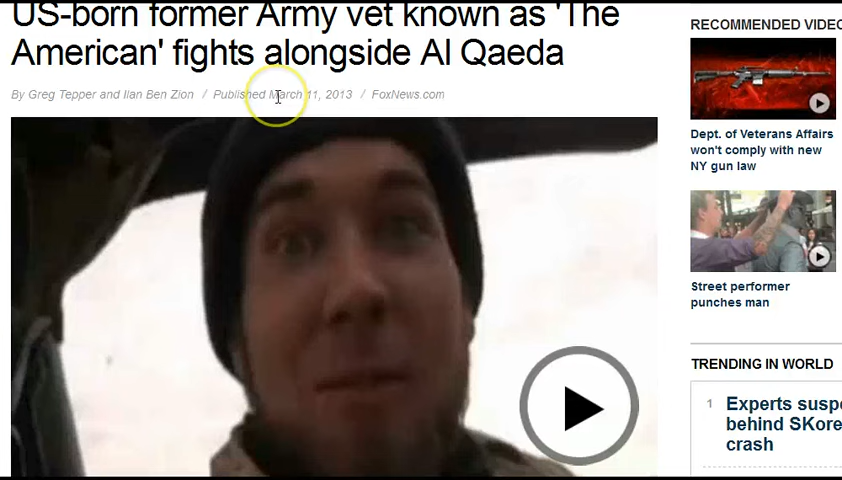 US-born former Army vet known as 'The
American' fights alongside Al Qaeda
By Greg Tepper and Ilan Ben Zion / Published March 11, 2013 / FoxNews.com
RECOMMENDED VIDEO
Dept. of Veterans Affairs
won't comply with new
NY gun law
Street performer
punches man
TRENDING IN WORLD
1 Experts
behind
crash